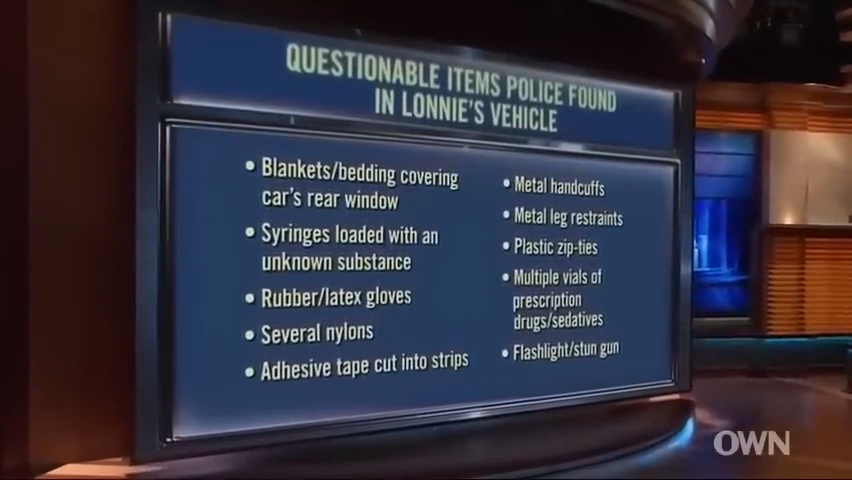 QUESTIONABLE ITEMS POLICE FOUND
IN LONNIE'S VEHICLE
• Blankets/bedding covering
car's rear window
• Syringes loaded with an
unknown substance
• Rubber/latex gloves
• Several nylons
• Adhesive tape cut into strips
• Metal handcuffs
• Metal leg restraints
• Plastic zip-ties
• Multiple vials of
prescription
drugs/sedatives
• Flashlight/stun gun
OWN